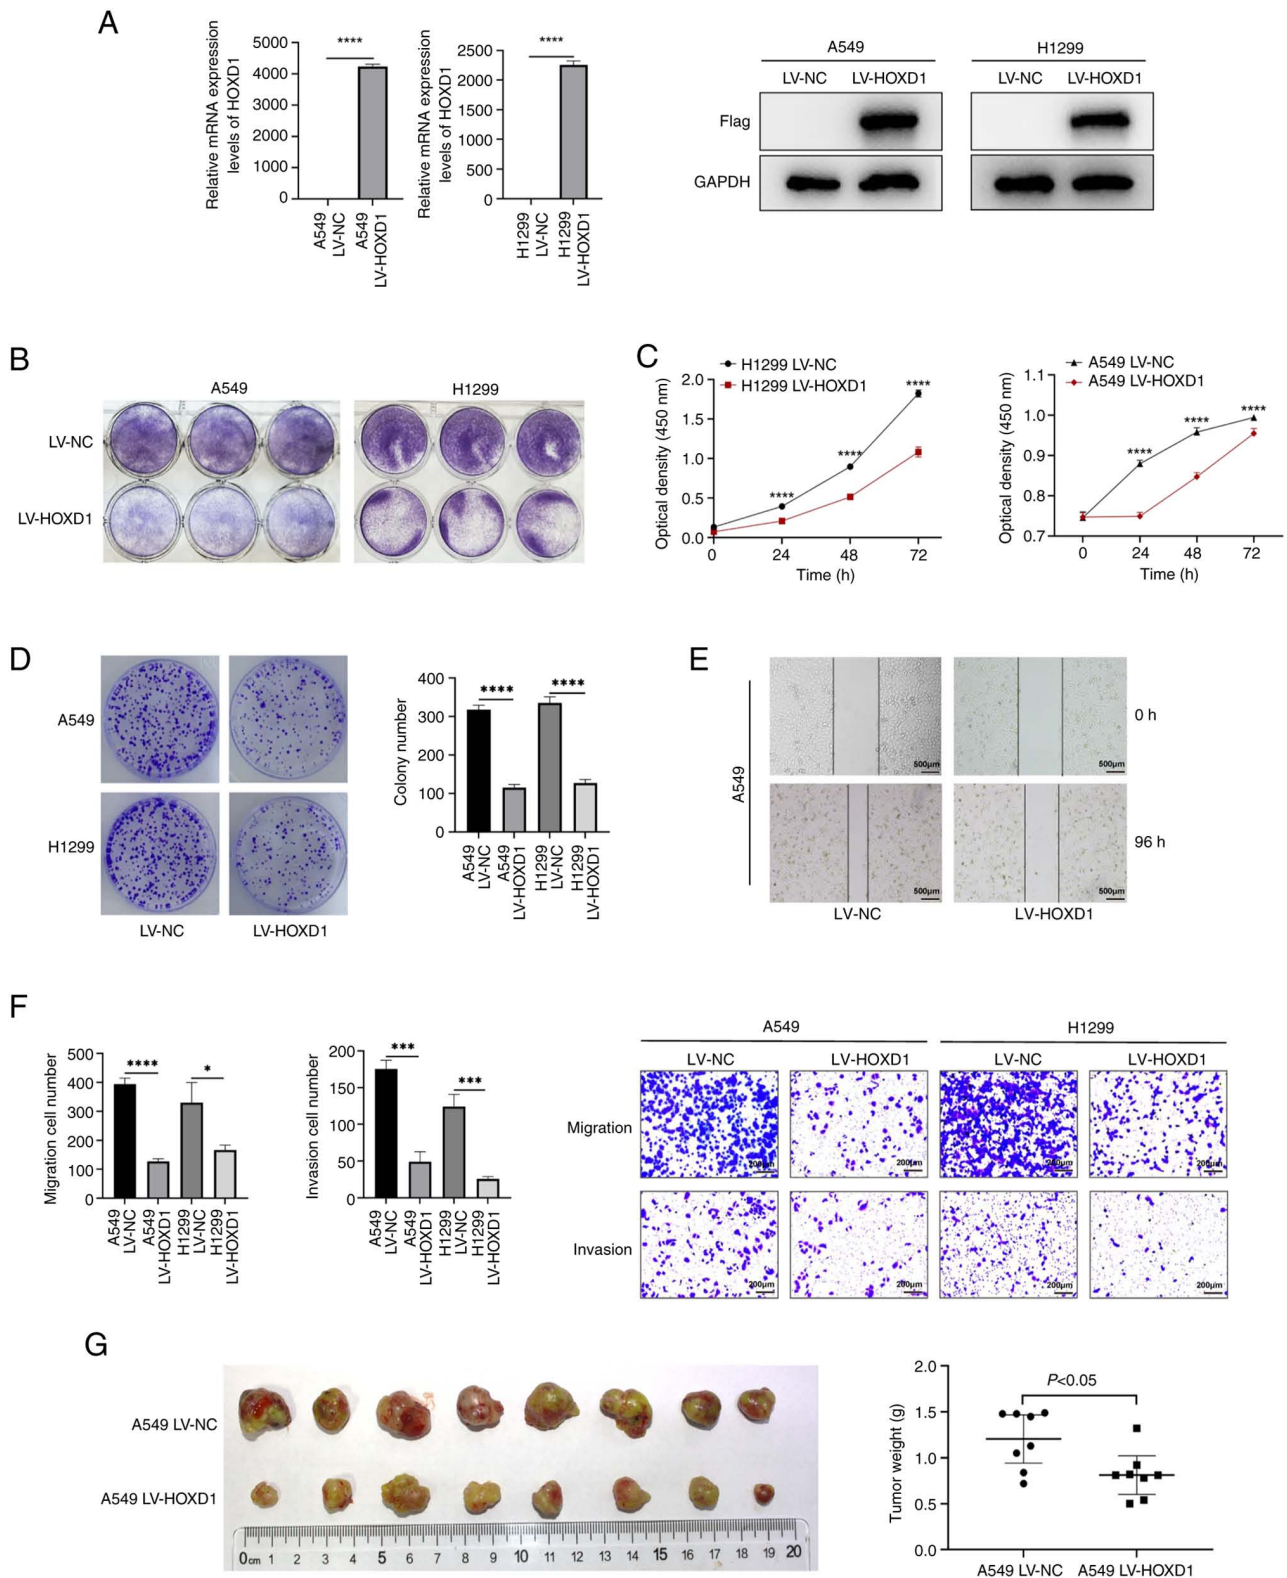 A
Relative mRNA expression
levels of HOXD1
5000
4000
3000
2000
1000
0
****
A549
LV-NC
A549
LV-HOXD1
Relative mRNA expression
levels of HOXD1
2500
2000
1500
1000
500
0
****
H1299
LV-NC
H1299
LV-HOXD1
A549
H1299
LV-NC
LV-HOXD1
LV-NC
LV-HOXD1
Flag
GAPDH
B
A549
H1299
LV-NC
LV-HOXD1
C
H1299 LV-NC
H1299 LV-HOXD1
Optical density (450 nm)
2.0
1.5
1.0
0.5
0.0
****
****
****
0
24
48
72
Time (h)
A549 LV-NC
A549 LV-HOXD1
Optical density (450 nm)
1.1
1.0
0.9
0.8
0.7
****
****
****
0
24
48
72
Time (h)
D
A549
H1299
LV-NC
LV-HOXD1
Colony number
400
300
200
100
0
****
****
A549
LV-NC
A549
LV-HOXD1
H1299
LV-NC
H1299
LV-HOXD1
E
A549
500µm
500µm
0 h
500µm
500µm
96 h
LV-NC
LV-HOXD1
F
Migration cell number
500
400
300
200
100
0
****
*
A549
LV-NC
A549
LV-HOXD1
H1299
LV-NC
H1299
LV-HOXD1
Invasion cell number
200
150
100
50
0
***
***
A549
LV-NC
A549
LV-HOXD1
H1299
LV-NC
H1299
LV-HOXD1
A549
H1299
LV-NC
LV-HOXD1
LV-NC
LV-HOXD1
Migration
200µm
200µm
200µm
200µm
Invasion
200µm
200µm
200µm
200µm
G
A549 LV-NC
A549 LV-HOXD1
0cm 1 2 3 4 5 6 7 8 9 10 11 12 13 14 15 16 17 18 19 20
Tumor weight (g)
2.0
1.5
1.0
0.5
0.0
P<0.05
A549 LV-NC
A549 LV-HOXD1